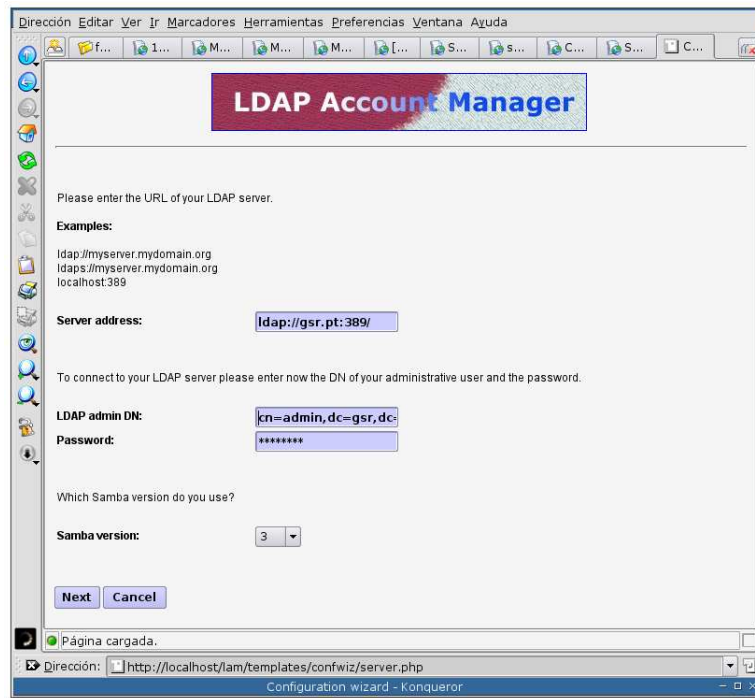 Dirección Editar Ver Ir Marcadores Herramientas Preferencias Ventana Ayuda
f... 1... M... M... M... [... S... s... C... S... C...
LDAP Account Manager
Please enter the URL of your LDAP server.
Examples:
ldap://myserver.mydomain.org
ldaps://myserver.mydomain.org
localhost:389
Server address: ldap://gsr.pt:389/
To connect to your LDAP server please enter now the DN of your administrative user and the password.
LDAP admin DN: cn=admin,dc=gsr,dc=
Password: ********
Which Samba version do you use?
Samba version: 3
Next Cancel
Página cargada.
Dirección: http://localhost/lam/templates/confwiz/server.php
Configuration wizard - Konqueror